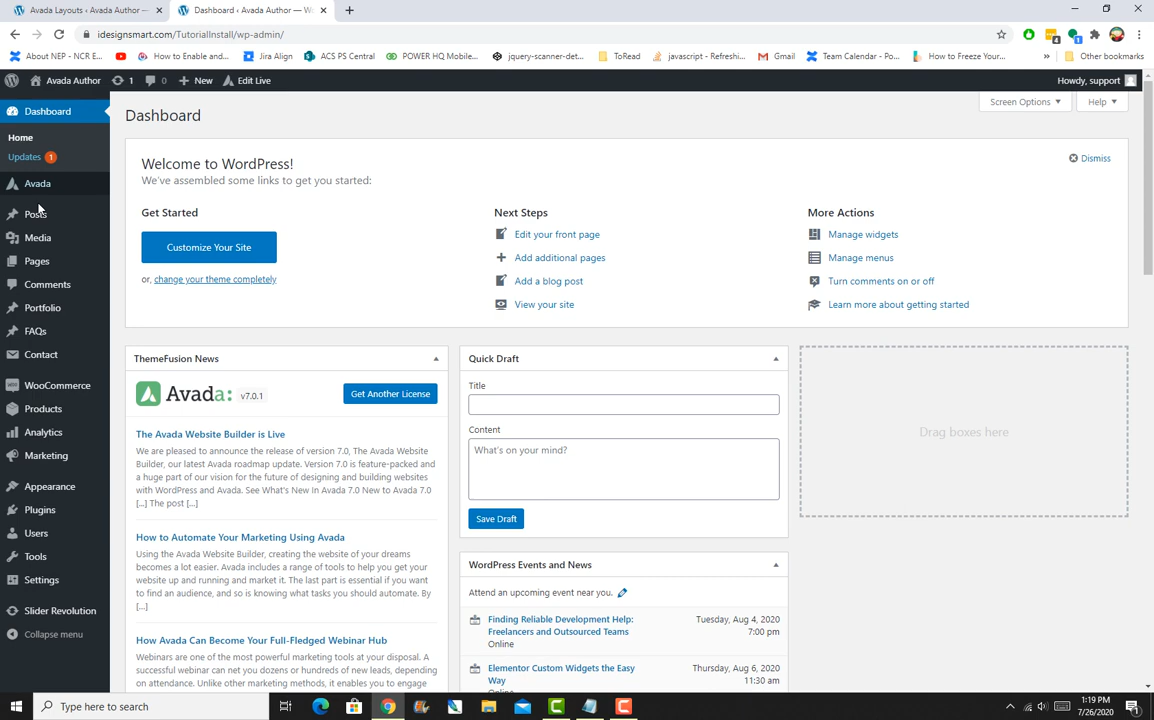 Avada Layouts ‹ Avada Author —
Dashboard ‹ Avada Author — Wo
idesignsmart.com/TutorialInstall/wp-admin/
About NEP - NCR E...
How to Enable and...
Jira Align
ACS PS Central
POWER HQ Mobile...
jquery-scanner-det...
ToRead
javascript - Refreshi...
Gmail
Team Calendar - Po...
How to Freeze Your...
Other bookmarks
Avada Author
1
0
New
Edit Live
Howdy, support
Dashboard
Home
Updates 1
Avada
Posts
Media
Pages
Comments
Portfolio
FAQs
Contact
WooCommerce
Products
Analytics
Marketing
Appearance
Plugins
Users
Tools
Settings
Slider Revolution
Collapse menu
Dashboard
Screen Options
Help
Welcome to WordPress!
Dismiss
We've assembled some links to get you started:
Get Started
Customize Your Site
or, change your theme completely
Next Steps
Edit your front page
Add additional pages
Add a blog post
View your site
More Actions
Manage widgets
Manage menus
Turn comments on or off
Learn more about getting started
ThemeFusion News
Avada: v7.0.1
Get Another License
The Avada Website Builder is Live
We are pleased to announce the release of version 7.0, The Avada Website
Builder, our latest Avada roadmap update. Version 7.0 is feature-packed and
a huge part of our vision for the future of designing and building websites
with WordPress and Avada. See What's New In Avada 7.0 New to Avada 7.0
[...] The post [...]
How to Automate Your Marketing Using Avada
Using the Avada Website Builder, creating the website of your dreams
becomes a lot easier. Avada includes a range of tools to help you get your
website up and running and market it. The last part is essential if you want
to find an audience, and so is knowing what tasks you should automate. By
[...]
How Avada Can Become Your Full-Fledged Webinar Hub
Webinars are one of the most powerful marketing tools at your disposal. A
successful webinar can net you dozens or hundreds of new leads, depending
on attendance. Unlike other marketing methods, it enables you to engage
Quick Draft
Title
Content
What's on your mind?
Save Draft
WordPress Events and News
Attend an upcoming event near you.
Finding Reliable Development Help:
Freelancers and Outsourced Teams
Online
Tuesday, Aug 4, 2020
7:00 pm
Elementor Custom Widgets the Easy
Way
Online
Thursday, Aug 6, 2020
11:30 am
Drag boxes here
Type here to search
1:19 PM
7/26/2020